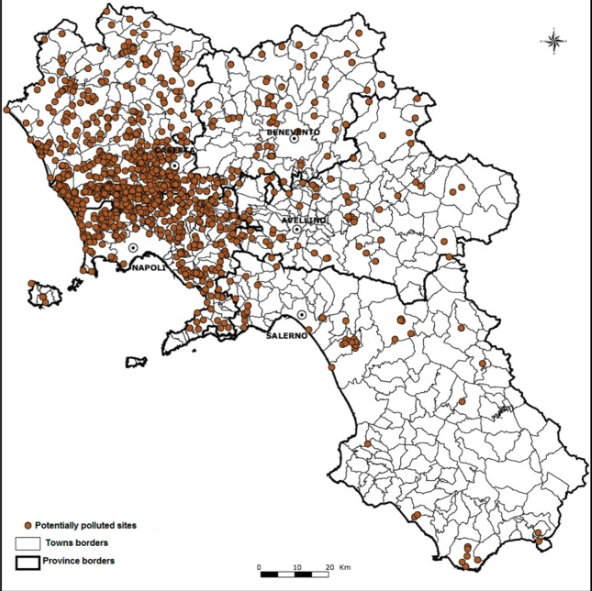 BENEVENTO
CASERTA
AVELLINO
NAPOLI
SALERNO
Potentially polluted sites
Towns borders
Province borders
0 10 20 Km